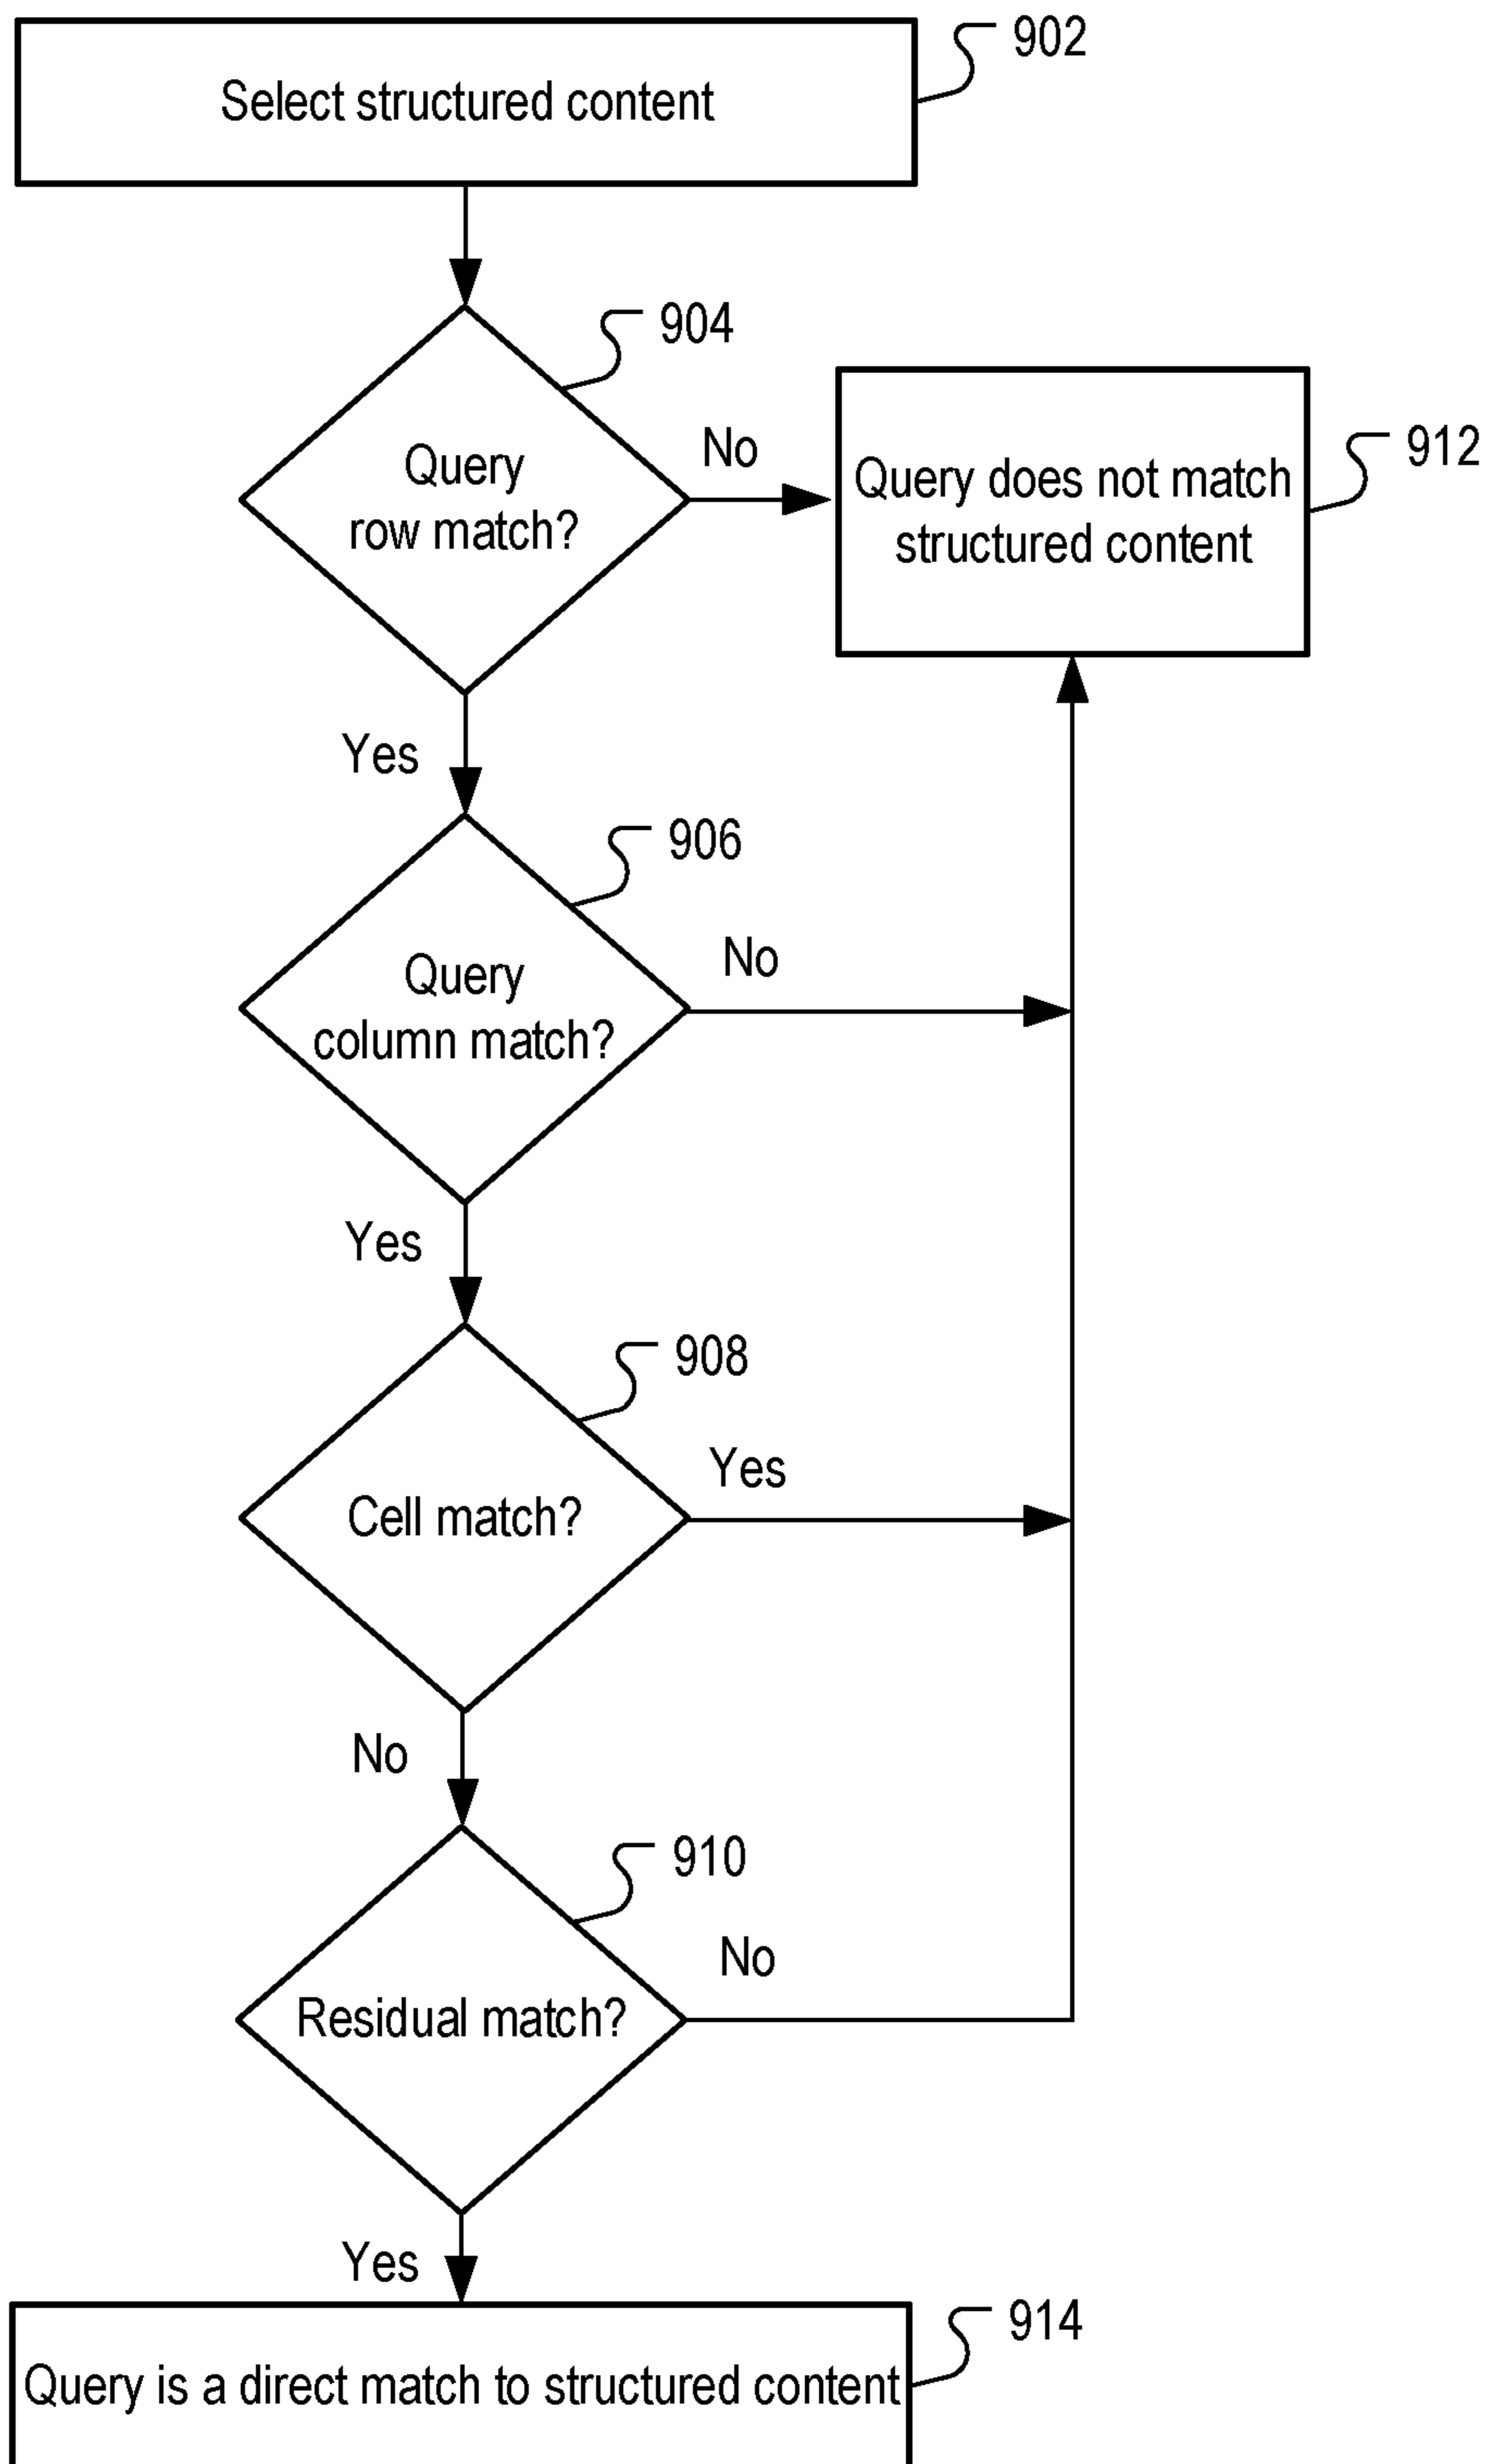 902
Select structured content
904
Query
row match?
No
Query does not match
structured content
912
Yes
906
Query
column match?
No
Yes
908
Cell match?
Yes
No
910
Residual match?
No
Yes
914
Query is a direct match to structured content